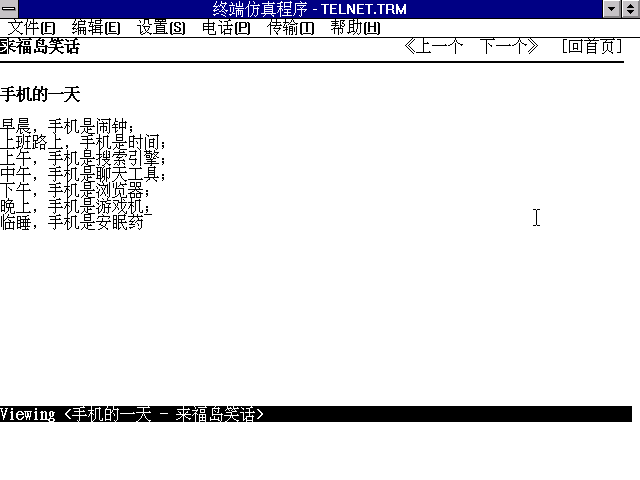 终端仿真程序 - TELNET.TRM
文件(F) 编辑(E) 设置(S) 电话(P) 传输(T) 帮助(H)
来福岛笑话 《上一个 下一个》 [回首页]
手机的一天
早晨，手机是闹钟；
上班路上，手机是时间；
上午，手机是搜索引擎；
中午，手机是聊天工具；
下午，手机是浏览器；
晚上，手机是游戏机；
临睡，手机是安眠药
Viewing <手机的一天 - 来福岛笑话>